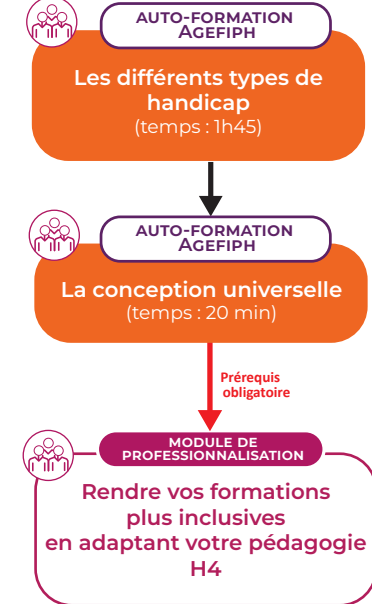 AUTO-FORMATION
AGEFIPH
Les différents types de
handicap
(temps : 1h45)
AUTO-FORMATION
AGEFIPH
La conception universelle
(temps : 20 min)
Prérequis
obligatoire
MODULE DE
PROFESSIONNALISATION
Rendre vos formations
plus inclusives
en adaptant votre pédagogie
H4